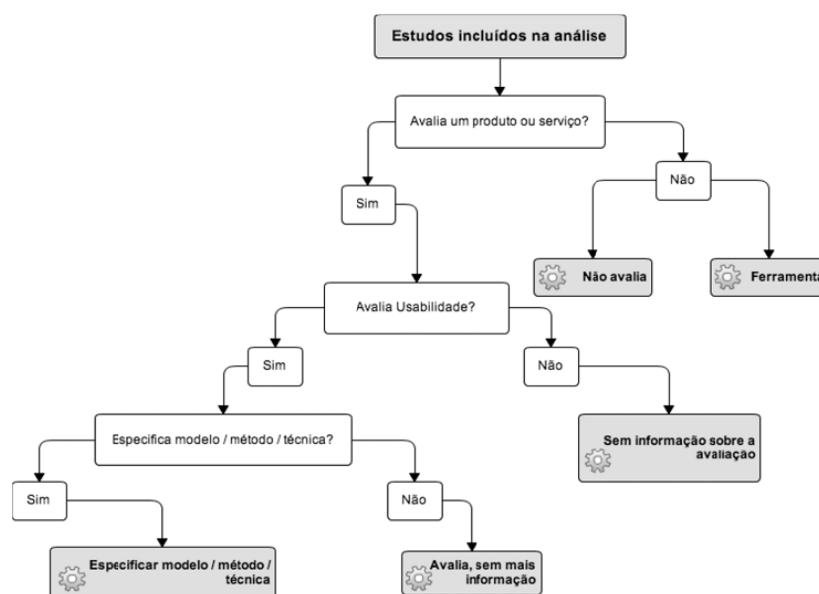 Estudos incluídos na análise
Avalia um produto ou serviço?
Sim
Não
Não avalia
Ferramenta
Avalia Usabilidade?
Sim
Não
Sem informação sobre a
avaliação
Especifica modelo / método / técnica?
Sim
Não
Especificar modelo / método /
técnica
Avalia, sem mais
informação